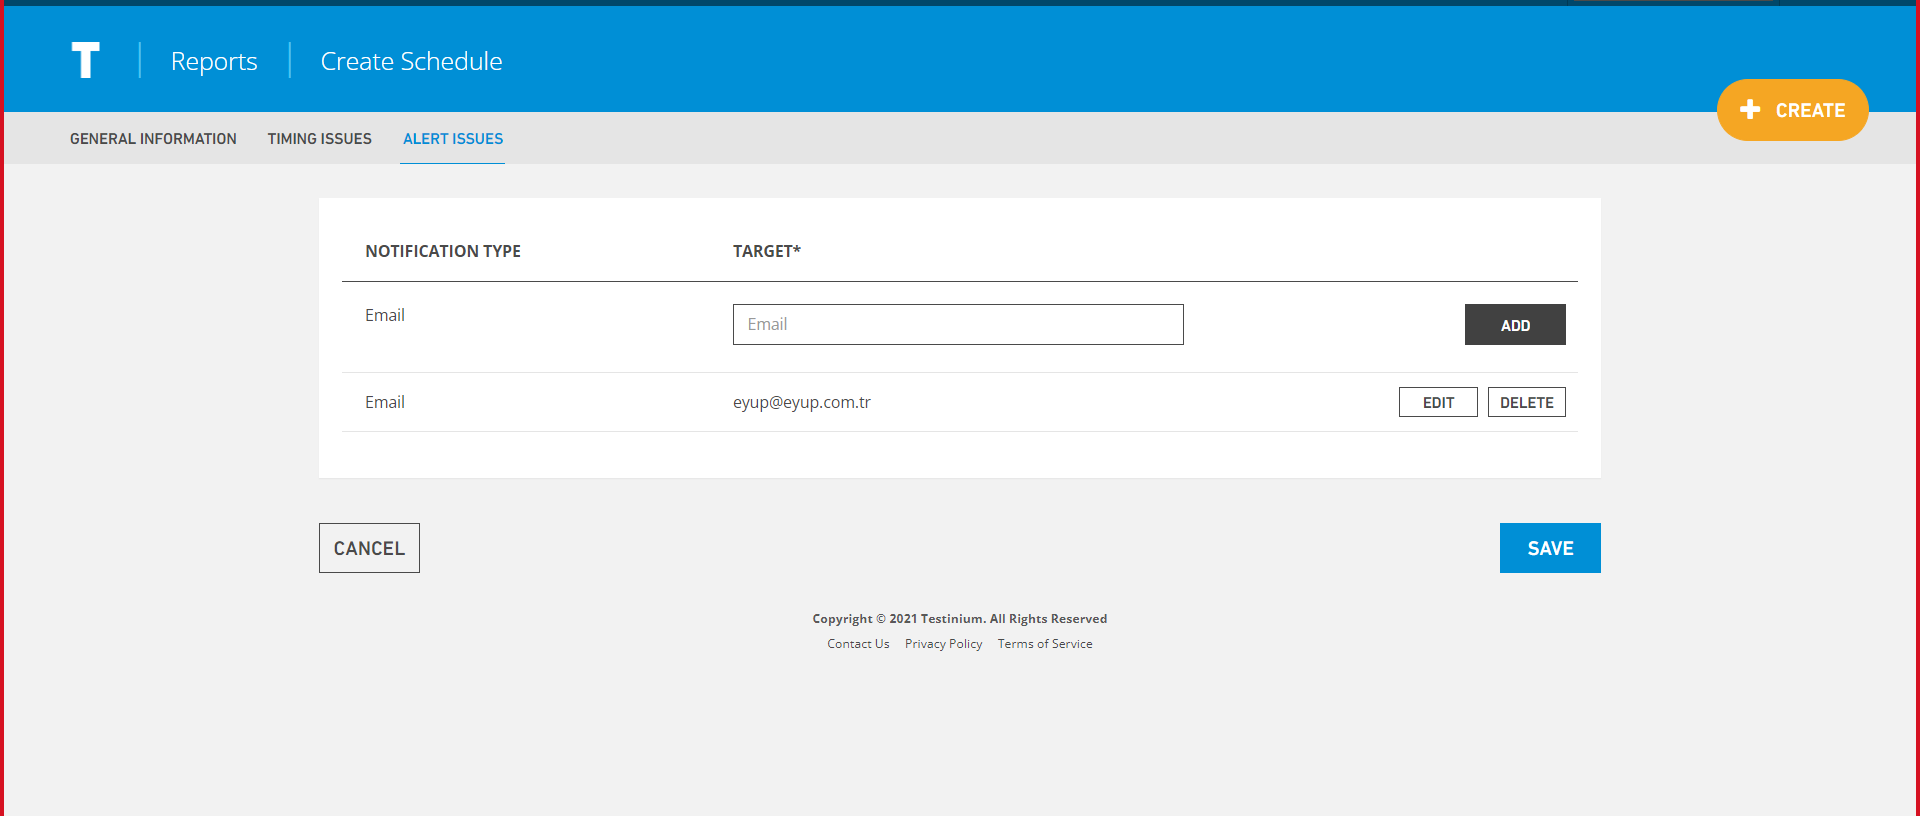 T Reports Create Schedule
CREATE
GENERAL INFORMATION TIMING ISSUES ALERT ISSUES
NOTIFICATION TYPE TARGET*
Email Email ADD
Email eyup@eyup.com.tr EDIT DELETE
CANCEL SAVE
Copyright © 2021 Testinium. All Rights Reserved
Contact Us Privacy Policy Terms of Service